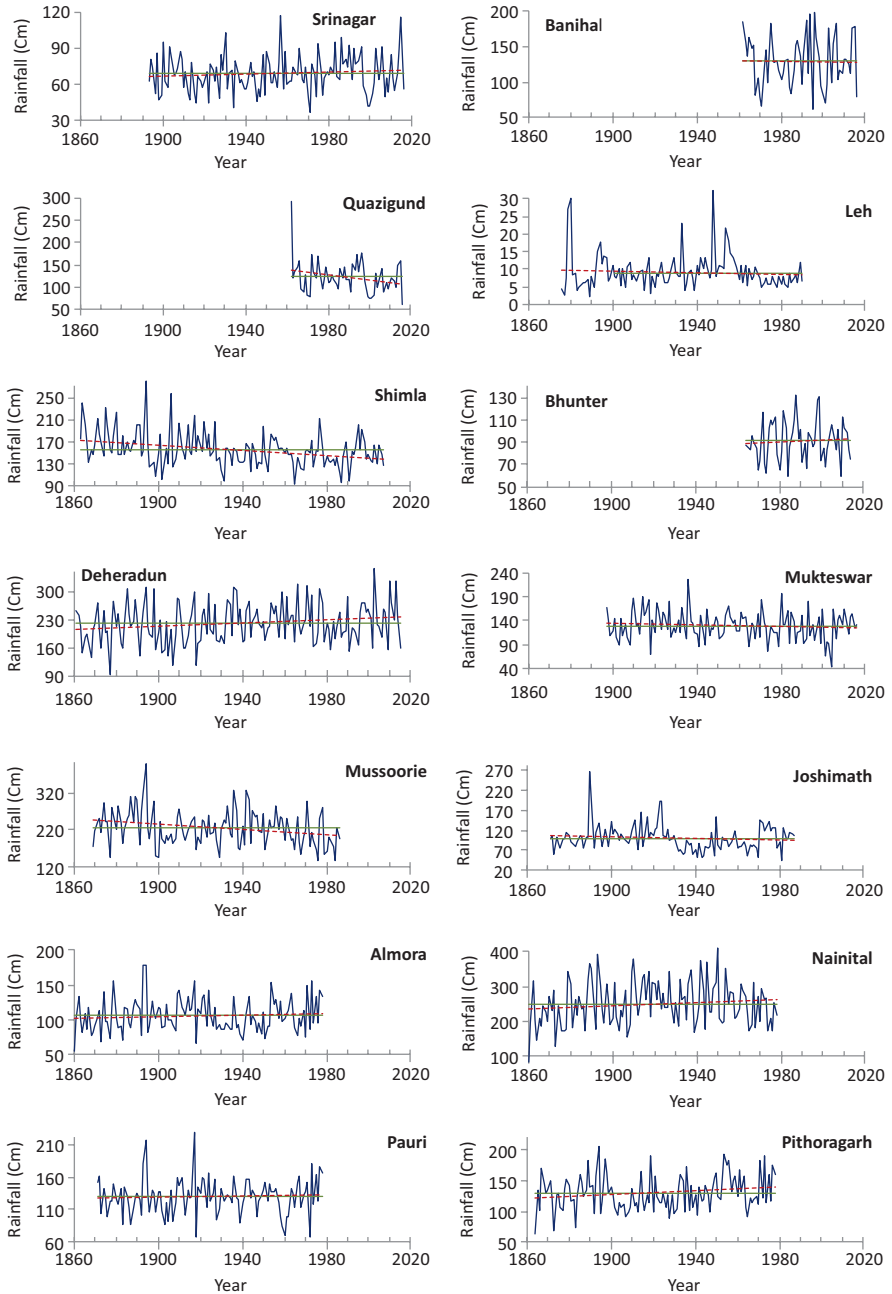 Srinagar
Rainfall (Cm)
120
90
60
30
1860 1900 1940 1980 2020
Year
Banihal
Rainfall (Cm)
200
150
100
50
1860 1900 1940 1980 2020
Year
Quazigund
Rainfall (Cm)
300
250
200
150
100
50
1860 1900 1940 1980 2020
Year
Leh
Rainfall (Cm)
30
25
20
15
10
5
0
1860 1900 1940 1980 2020
Year
Shimla
Rainfall (Cm)
250
210
170
130
90
1860 1900 1940 1980 2020
Year
Bhunter
Rainfall (Cm)
130
110
90
70
50
1860 1900 1940 1980 2020
Year
Deheradun
Rainfall (Cm)
300
230
160
90
1860 1900 1940 1980 2020
Year
Mukteswar
Rainfall (Cm)
240
190
140
90
40
1860 1900 1940 1980 2020
Year
Mussoorie
Rainfall (Cm)
320
220
120
1860 1900 1940 1980 2020
Year
Joshimath
Rainfall (Cm)
270
220
170
120
70
20
1860 1900 1940 1980 2020
Year
Almora
Rainfall (Cm)
200
150
100
50
1860 1900 1940 1980 2020
Year
Nainital
Rainfall (Cm)
400
300
200
100
1860 1900 1940 1980 2020
Year
Pauri
Rainfall (Cm)
210
160
110
60
1860 1900 1940 1980 2020
Year
Pithoragarh
Rainfall (Cm)
200
150
100
50
1860 1900 1940 1980 2020
Year